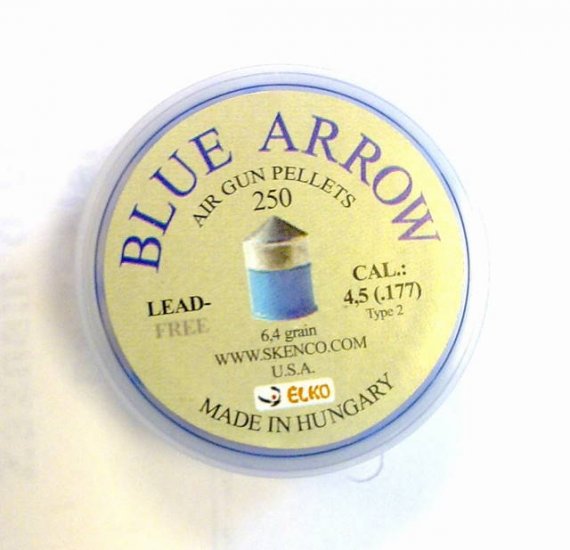 BLUE ARROW
AIR GUN PELLETS
250
LEAD-
FREE
CAL.:
4,5 (.177)
Type 2
6,4 grain
WWW.SKENCO.COM
U.S.A.
ELKO
MADE IN HUNGARY